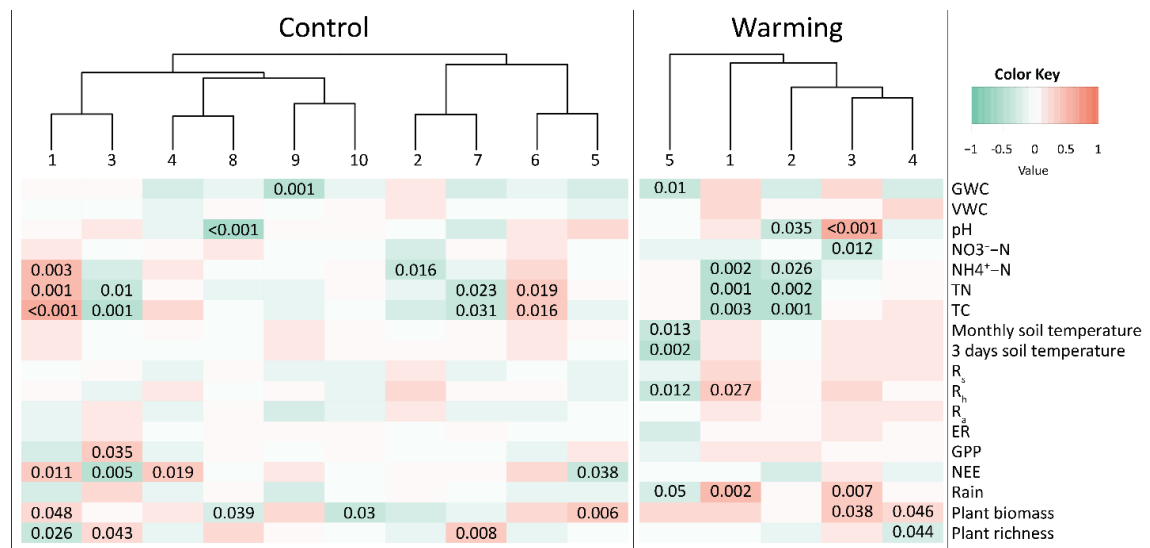 Control
Warming
Color Key
-1 -0.5 0 0.5 1
Value
1 3 4 8 9 10 2 7 6 5
5 1 2 3 4
0.001 0.01 GWC
VWC
<0.001 0.035 <0.001 pH
0.012 NO3⁻–N
0.003 0.016 0.002 0.026 NH4⁺–N
0.001 0.01 0.023 0.019 0.001 0.002 TN
<0.001 0.001 0.031 0.016 0.003 0.001 TC
0.013 Monthly soil temperature
0.002 3 days soil temperature
Rs
0.012 0.027 Rh
Ra
ER
0.035 GPP
0.011 0.005 0.019 0.038 NEE
0.05 0.002 0.007 Rain
0.048 0.039 0.03 0.006 0.038 0.046 Plant biomass
0.026 0.043 0.008 0.044 Plant richness